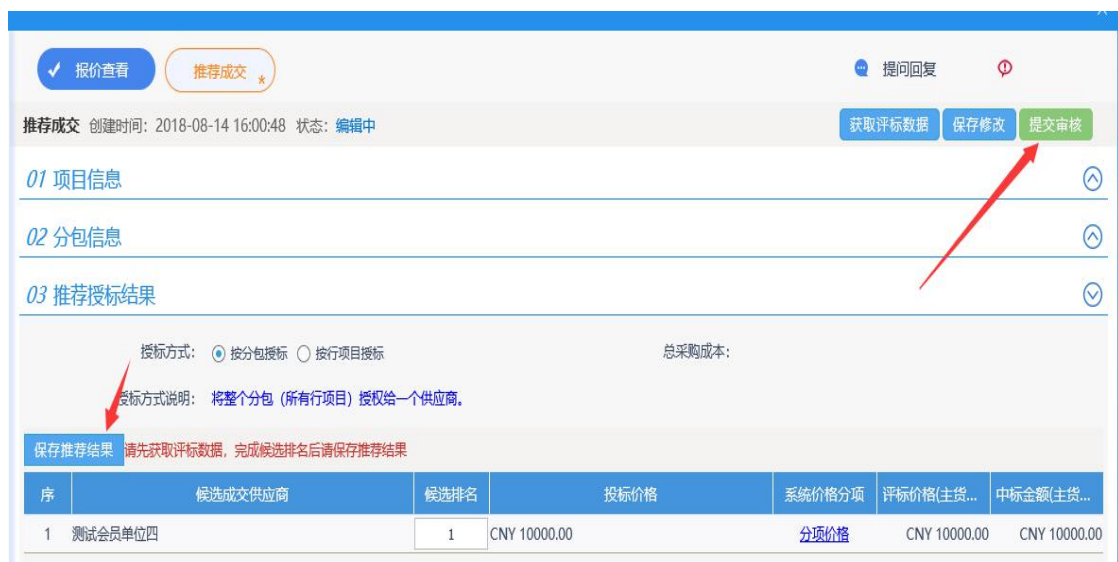 报价查看 推荐成交 * 提问回复
推荐成交 创建时间：2018-08-14 16:00:48 状态：编辑中 获取评标数据 保存修改 提交审核
01 项目信息
02 分包信息
03 推荐授标结果
授标方式： 按分包授标 按行项目授标 总采购成本：
授标方式说明： 将整个分包（所有行项目）授权给一个供应商。
保存推荐结果 请先获取评标数据，完成候选排名后请保存推荐结果
序 候选成交供应商 候选排名 投标价格 系统价格分项 评标价格(主货... 中标金额(主货...
1 测试会员单位四 1 CNY 10000.00 分项价格 CNY 10000.00 CNY 10000.00